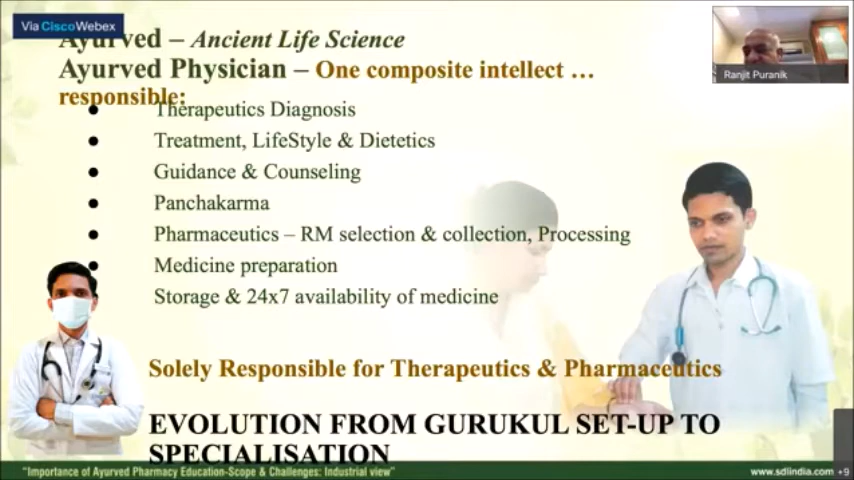 Via Cisco Webex
Ayurved – Ancient Life Science
Ayurved Physician – One composite intellect …
responsible:
Therapeutics Diagnosis
Treatment, LifeStyle & Dietetics
Guidance & Counseling
Panchakarma
Pharmaceutics – RM selection & collection, Processing
Medicine preparation
Storage & 24x7 availability of medicine
Solely Responsible for Therapeutics & Pharmaceutics
EVOLUTION FROM GURUKUL SET-UP TO
SPECIALISATION
"Importance of Ayurved Pharmacy Education-Scope & Challenges: Industrial view"
www.sdlindia.com
+9
Ranjit Puranik